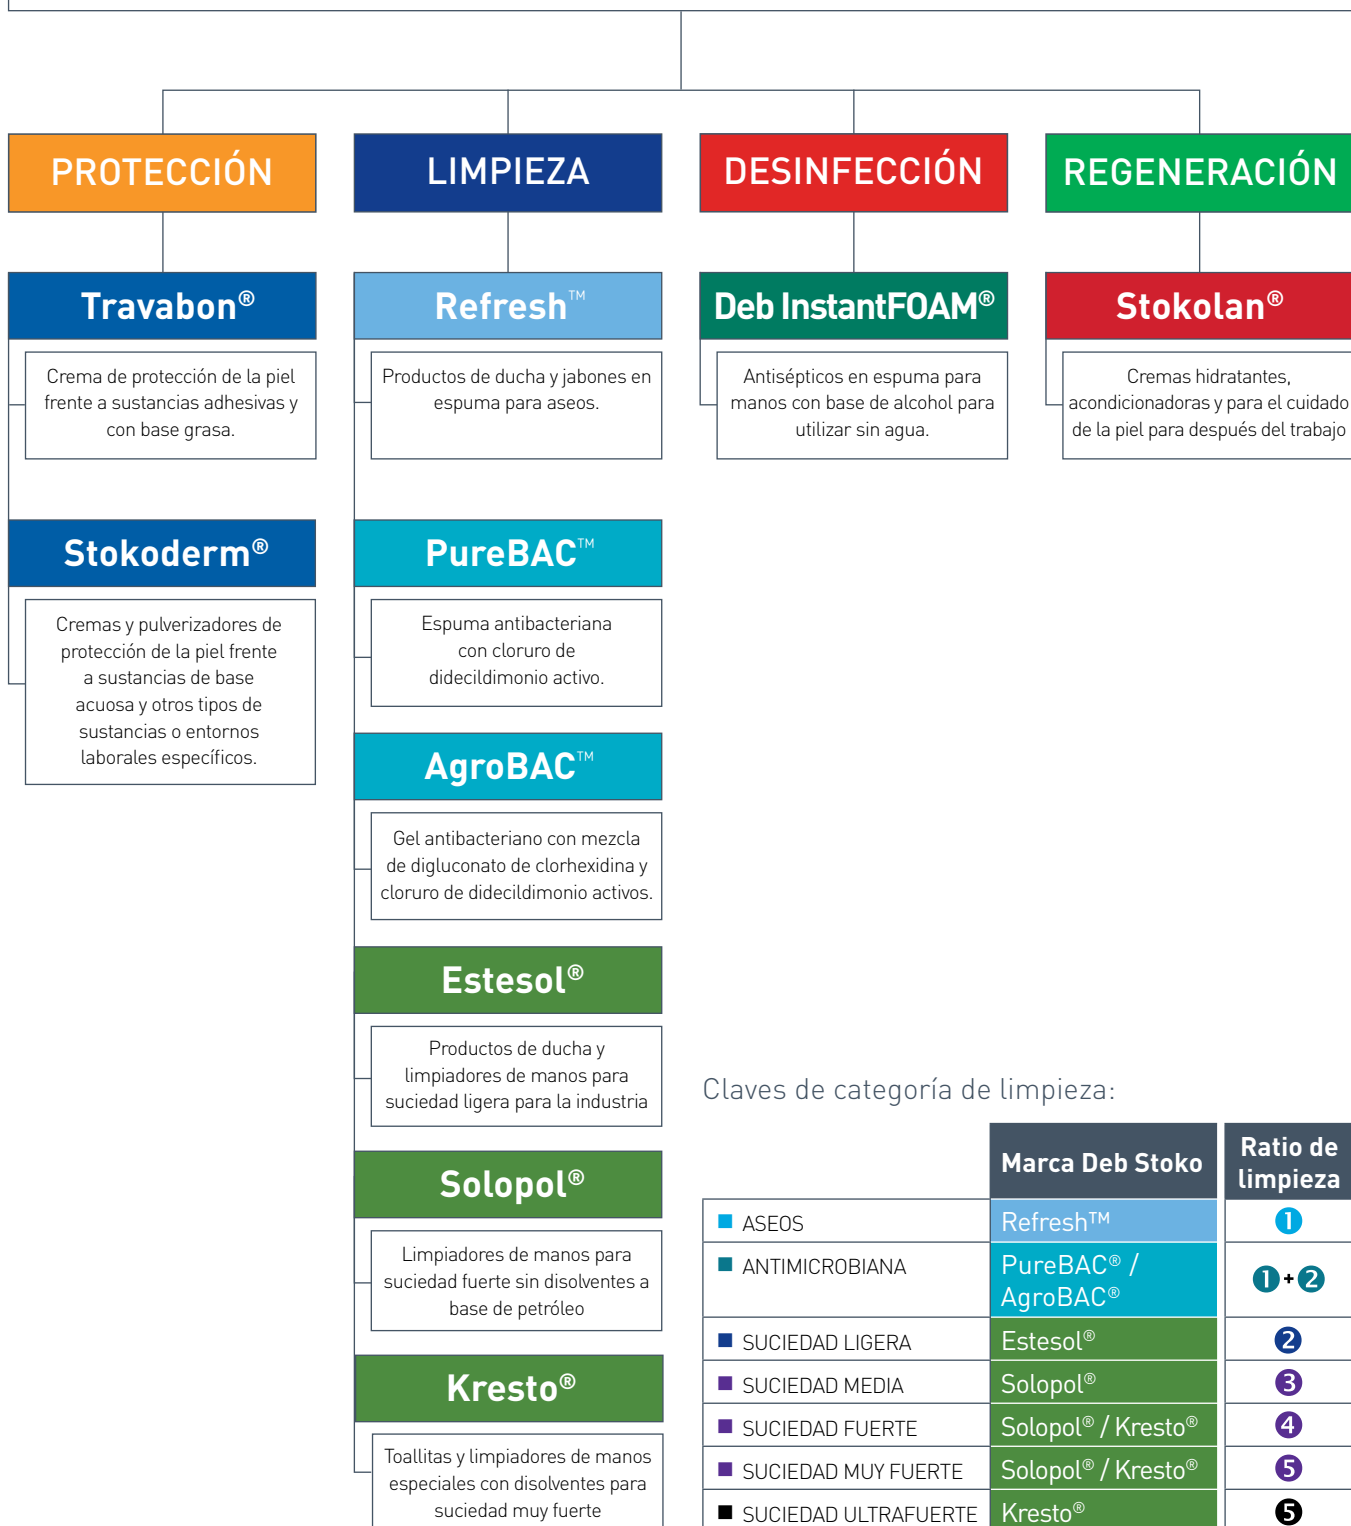 PROTECCIÓN
LIMPIEZA
DESINFECCIÓN
REGENERACIÓN
Travabon®
Crema de protección de la piel
frente a sustancias adhesivas y
con base grasa.
Stokoderm®
Cremas y pulverizadores de
protección de la piel frente
a sustancias de base
acuosa y otros tipos de
sustancias o entornos
laborales específicos.
Refresh™
Productos de ducha y jabones en
espuma para aseos.
PureBAC™
Espuma antibacteriana
con cloruro de
didecildimonio activo.
AgroBAC™
Gel antibacteriano con mezcla
de digluconato de clorhexidina y
cloruro de didecildimonio activos.
Estesol®
Productos de ducha y
limpiadores de manos para
suciedad ligera para la industria
Solopol®
Limpiadores de manos para
suciedad fuerte sin disolventes a
base de petróleo
Kresto®
Toallitas y limpiadores de manos
especiales con disolventes para
suciedad muy fuerte
Deb InstantFOAM®
Antisépticos en espuma para
manos con base de alcohol para
utilizar sin agua.
Stokolan®
Cremas hidratantes,
acondicionadoras y para el cuidado
de la piel para después del trabajo
Claves de categoría de limpieza:
Marca Deb Stoko
Ratio de
limpieza
ASEOS Refresh™ 1
ANTIMICROBIANA PureBAC® /
AgroBAC® 1+2
SUCIEDAD LIGERA Estesol® 2
SUCIEDAD MEDIA Solopol® 3
SUCIEDAD FUERTE Solopol® / Kresto® 4
SUCIEDAD MUY FUERTE Solopol® / Kresto® 5
SUCIEDAD ULTRAFUERTE Kresto® 5